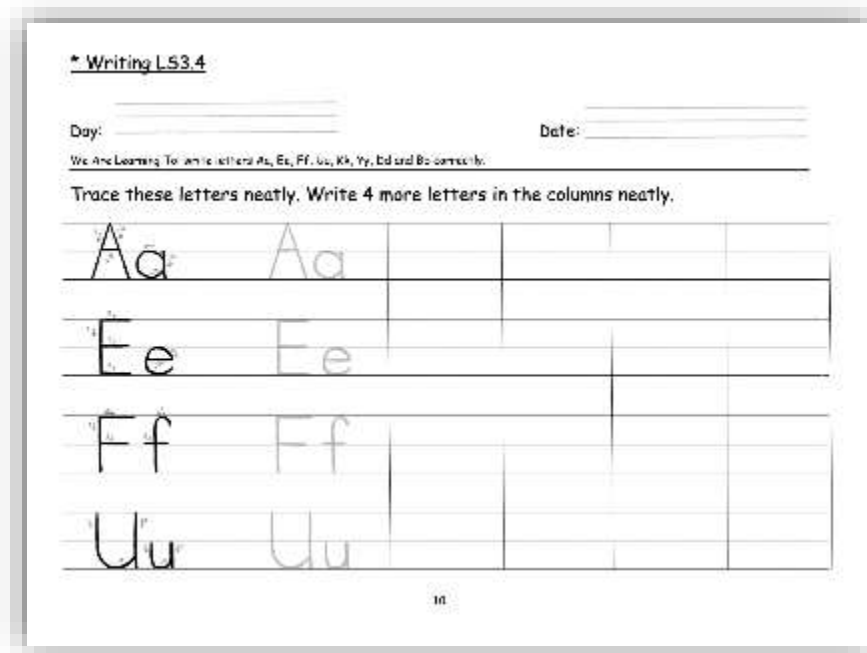 * Writing LS3.4
Day:
Date:
We Are Learning To: write letters Aa, Ee, Ff, Uu, Kk, Yy, Dd and Bb correctly.
Trace these letters neatly. Write 4 more letters in the columns neatly.
Aa Aa
Ee Ee
Ff Ff
Uu Uu